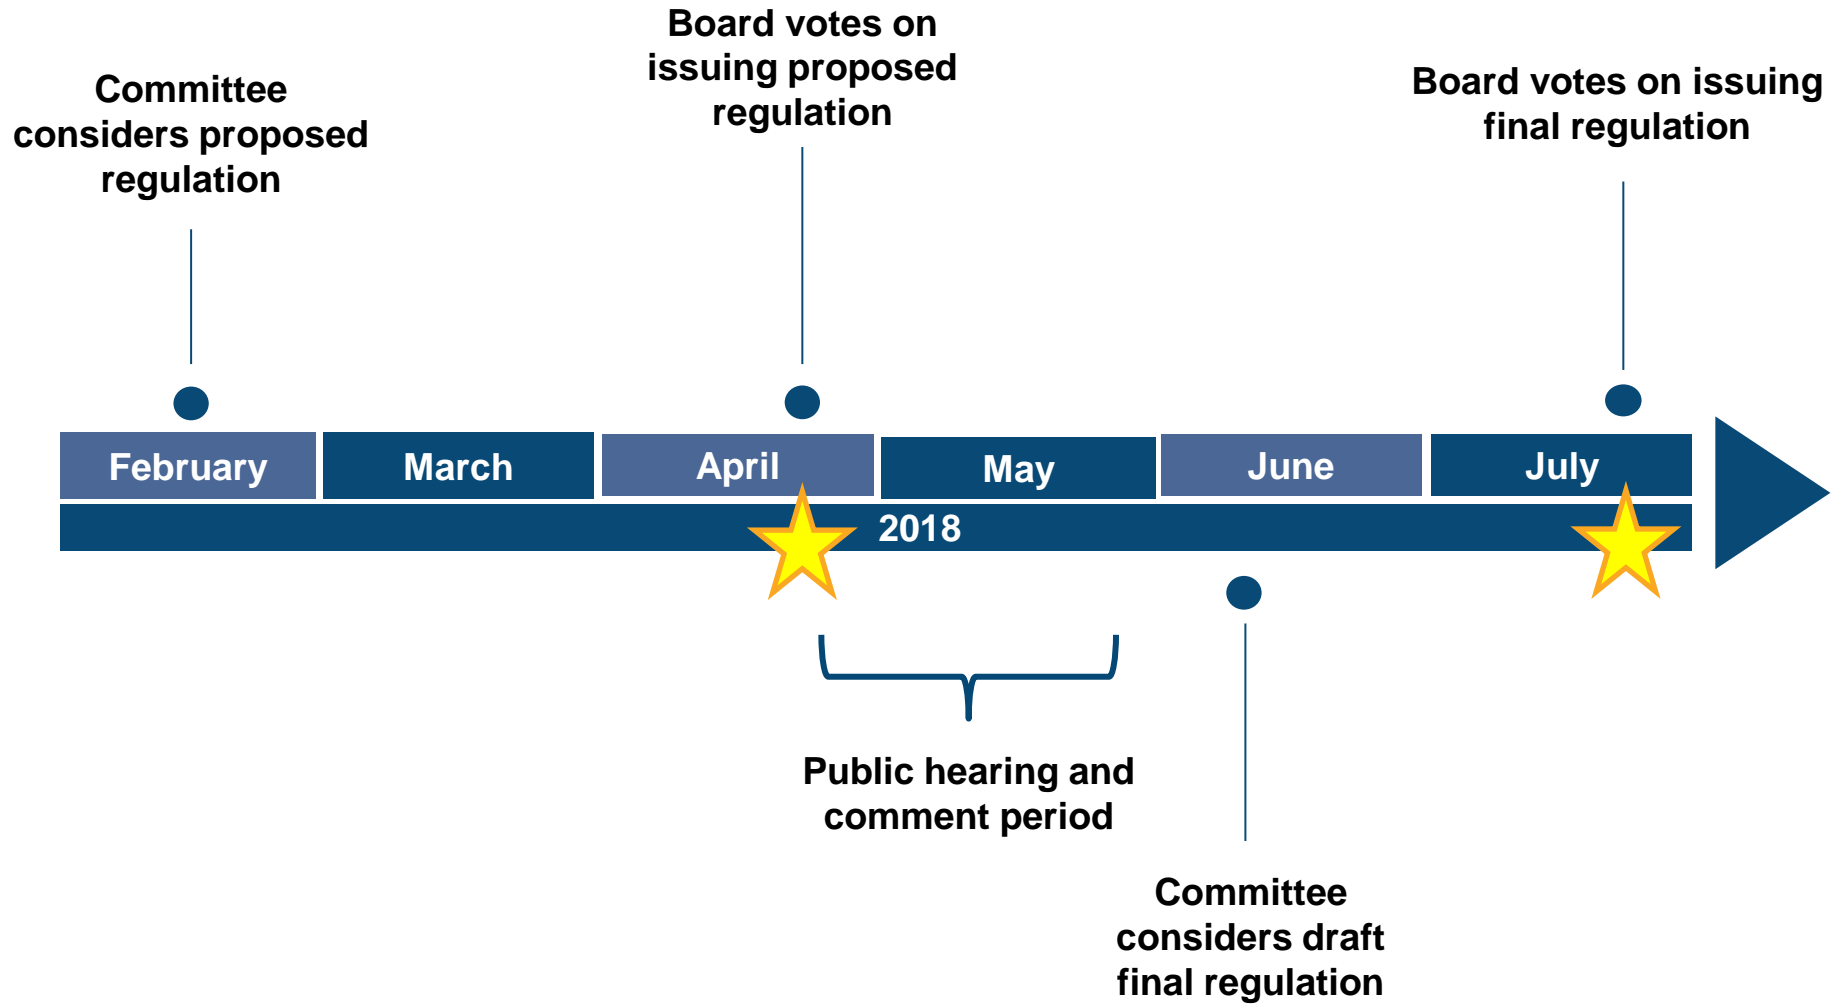 Committee
considers proposed
regulation
Board votes on
issuing proposed
regulation
Board votes on issuing
final regulation
February
March
April
May
June
July
2018
Public hearing and
comment period
Committee
considers draft
final regulation